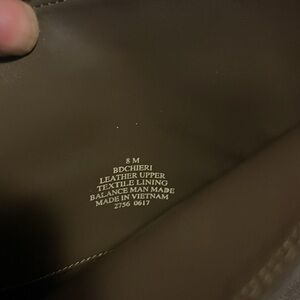 8 M
BDCHIERI
LEATHER UPPER
TEXTILE LINING
BALANCE MAN MADE
MADE IN VIETNAM
2756 0617